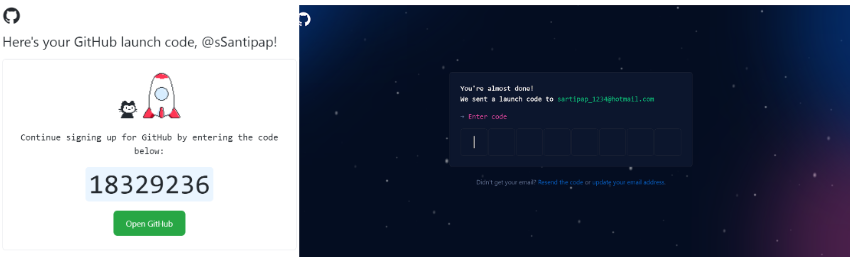 Here's your GitHub launch code, @sSantipap!
Continue signing up for GitHub by entering the code
below:
18329236
Open GitHub
You're almost done!
We sent a launch code to santipap_1234@hotmail.com
→ Enter code
Didn't get your email? Resend the code or update your email address.